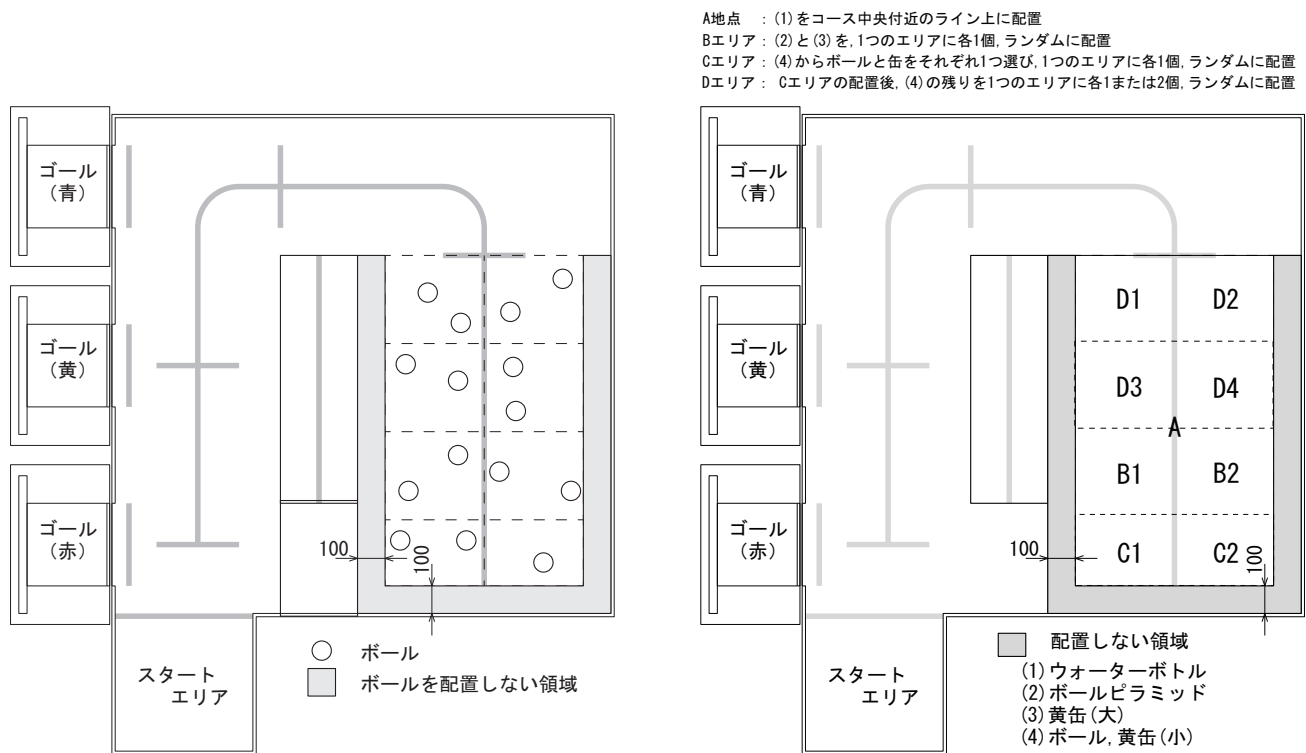 A地点　：(1)をコース中央付近のライン上に配置
Bエリア：(2)と(3)を,1つのエリアに各1個,ランダムに配置
Cエリア：(4)からボールと缶をそれぞれ1つ選び,1つのエリアに各1個,ランダムに配置
Dエリア： Cエリアの配置後,(4)の残りを1つのエリアに各1または2個,ランダムに配置
ゴール
(青)
ゴール
(黄)
ゴール
(赤)
100
100
スタート
エリア
ボール
ボールを配置しない領域
ゴール
(青)
ゴール
(黄)
ゴール
(赤)
D1 D2
D3 D4
A
B1 B2
C1 C2
100
100
スタート
エリア
配置しない領域
(1)ウォーターボトル
(2)ボールピラミッド
(3)黄缶(大)
(4)ボール,黄缶(小)